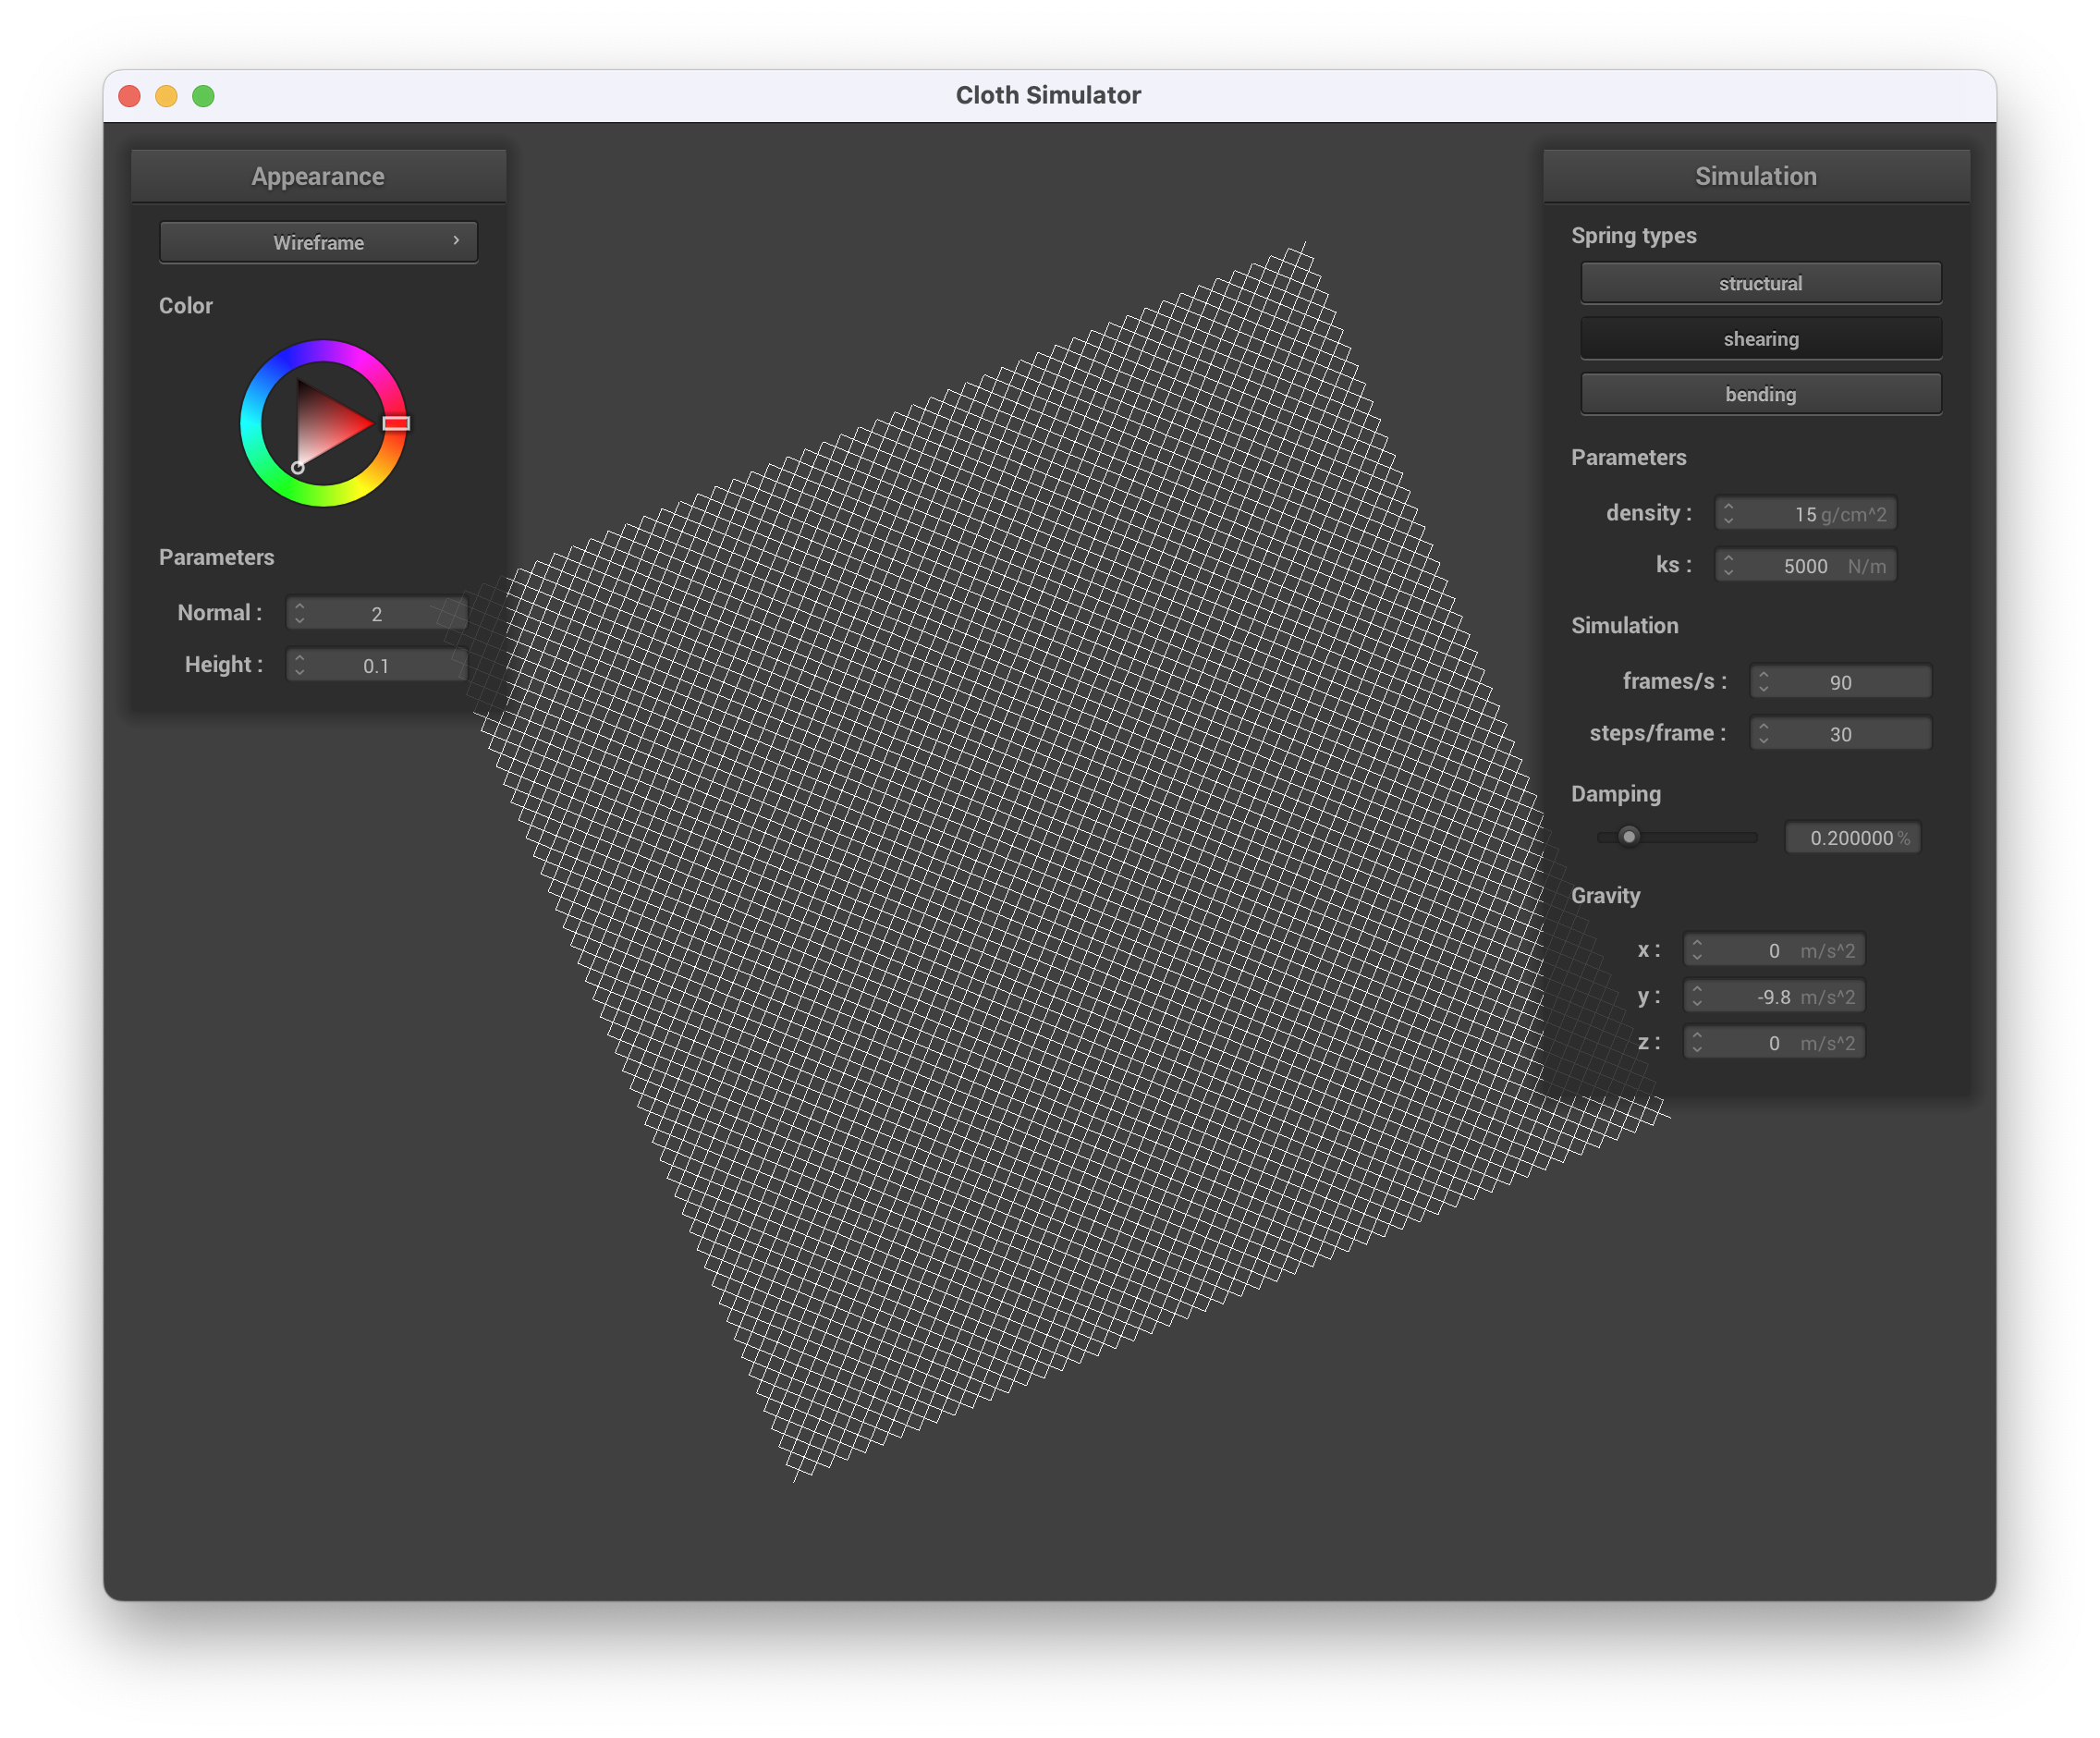 Cloth Simulator
Appearance
Wireframe
Color
Parameters
Normal : 2
Height : 0.1
Simulation
Spring types
structural
shearing
bending
Parameters
density : 15 g/cm^2
ks : 5000 N/m
Simulation
frames/s : 90
steps/frame : 30
Damping
0.200000 %
Gravity
x : 0 m/s^2
y : -9.8 m/s^2
z : 0 m/s^2